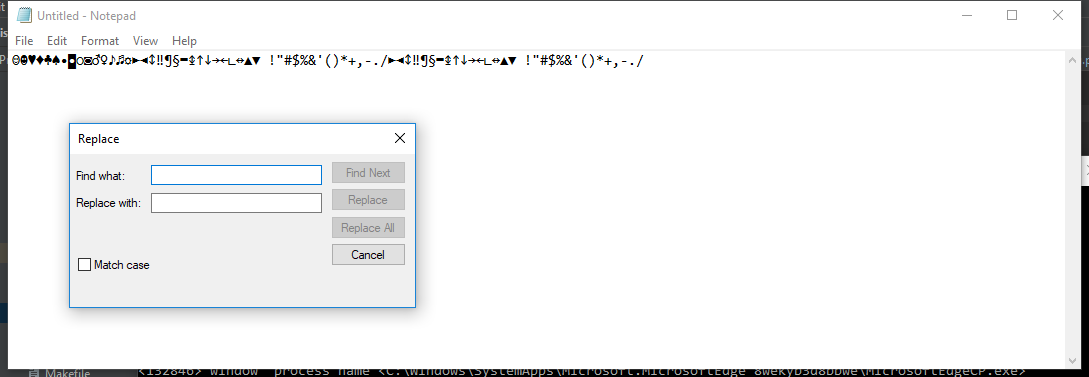 Untitled - Notepad
File Edit Format View Help
☺☻♥♦♣♠•◘○◙♂♀♪♫☼►◄↕‼¶§▬↨↑↓→←∟↔▲▼ !"#$%&'()*+,-./►◄↕‼¶§▬↨↑↓→←∟↔▲▼ !"#$%&'()*+,-./
Replace
Find what:
Find Next
Replace with:
Replace
Replace All
Cancel
Match case
Makefile
<132846> window process name <C:\Windows\SystemApps\Microsoft.MicrosoftEdge_8wekyb3d8bbwe\MicrosoftEdgeCP.exe>